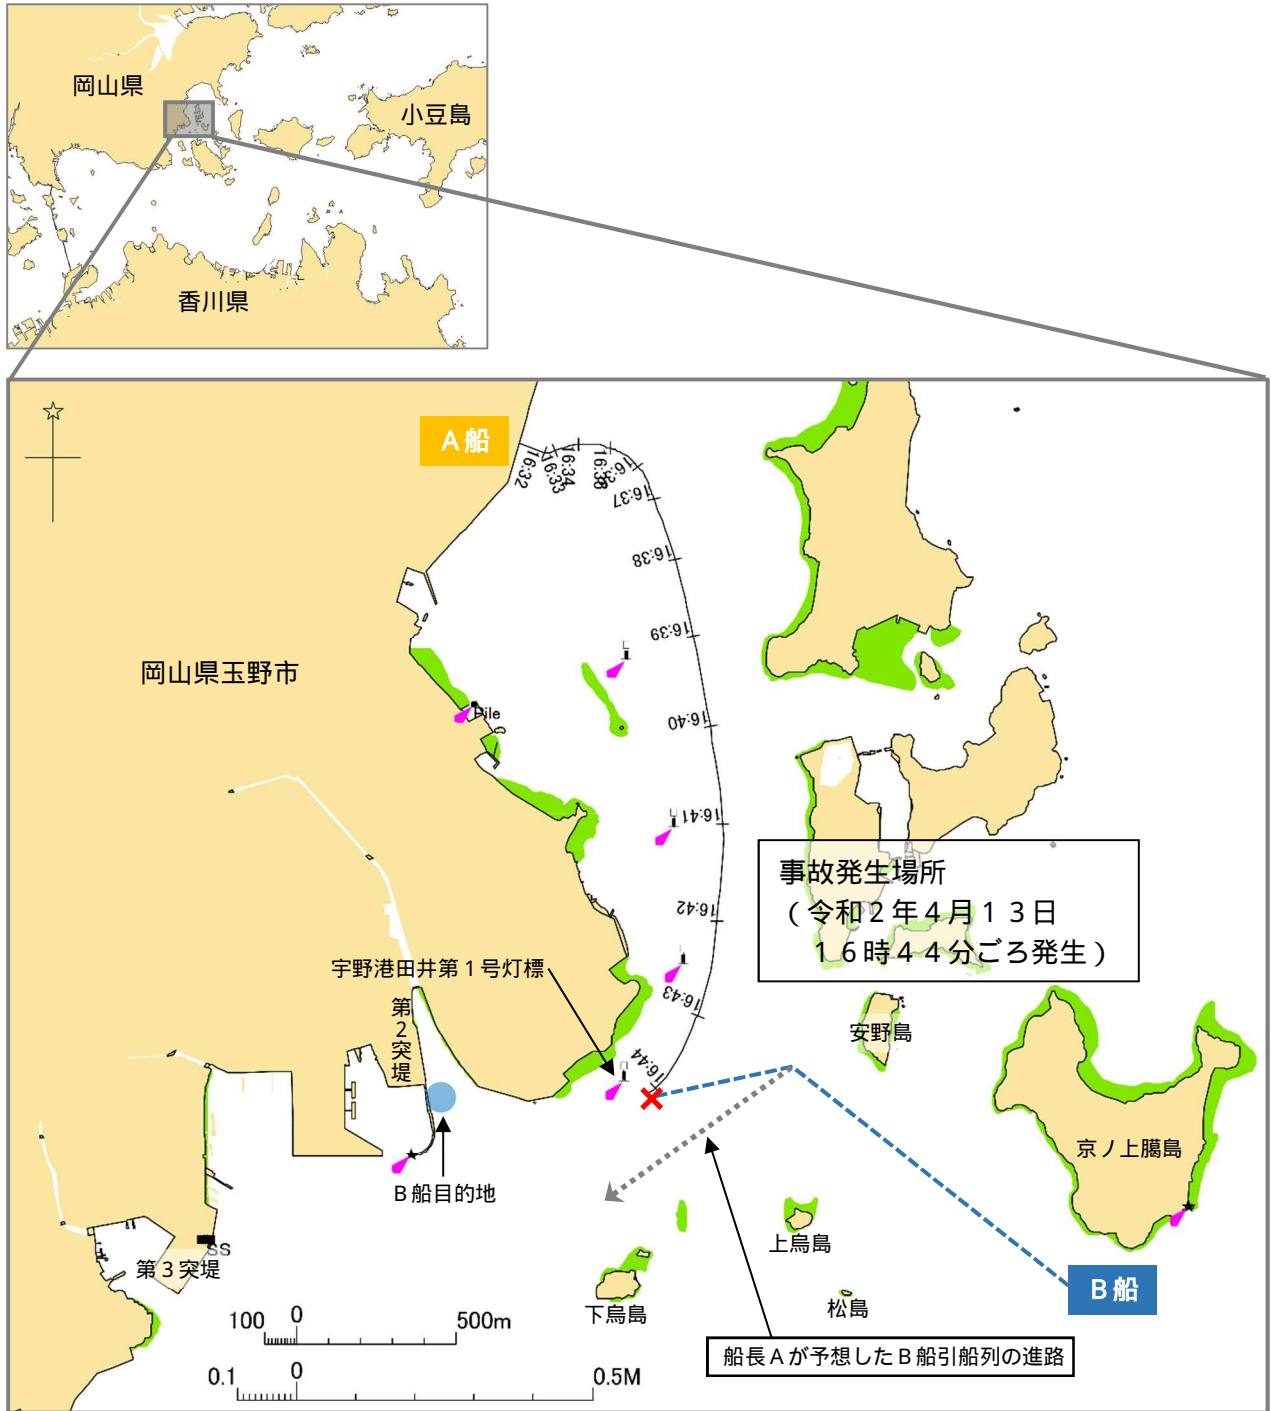 岡山県
小豆島
香川県
A船
16:32
16:33
16:34
16:37
16:38
16:39
16:40
16:41
16:42
16:43
16:44
岡山県玉野市
Pile
事故発生場所
（令和２年４月１３日
１６時４４分ごろ発生）
宇野港田井第１号灯標
第２突堤
安野島
京ノ上臈島
B船目的地
上烏島
SS
第３突堤
下烏島
松島
B船
船長Ａが予想したＢ船引船列の進路
100 0 500m
0.1 0 0.5M